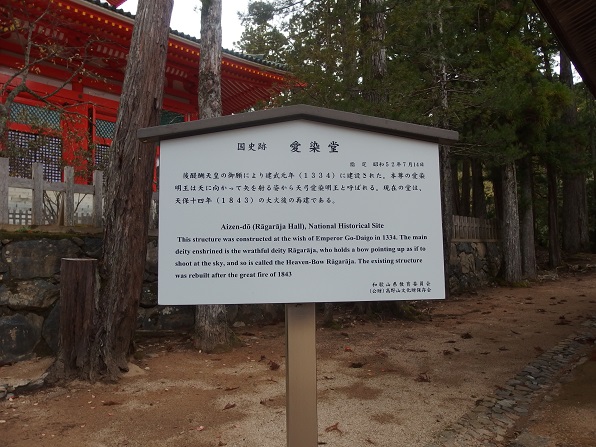 国史跡 愛染堂
指定 昭和52年7月14日
後醍醐天皇の御願により建武元年（1334）に建設された。本尊の愛染
明王は天に向かって矢を射る姿から天弓愛染明王と呼ばれる。現在の堂は、
天保十四年（1843）の大火後の再建である。
Aizen-dō (Rāgarāja Hall), National Historical Site
This structure was constructed at the wish of Emperor Go-Daigo in 1334. The main
deity enshrined is the wrathful deity Rāgarāja, who holds a bow pointing up as if to
shoot at the sky, and so is called the Heaven-Bow Rāgarāja. The existing structure
was rebuilt after the great fire of 1843
和歌山県教育委員会
(公財)高野山文化財保存会